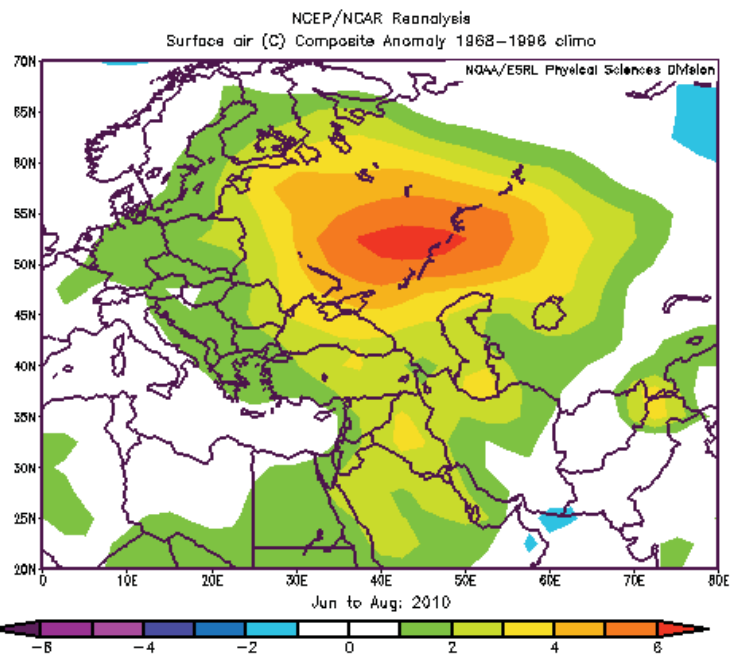 NCEP/NCAR Reanalysis
Surface air (C) Composite Anomaly 1968-1996 climo
NOAA/ESRL Physical Sciences Division
70N
65N
60N
55N
50N
45N
40N
35N
30N
25N
20N
0 10E 20E 30E 40E 50E 60E 70E 80E
Jun to Aug: 2010
-6 -4 -2 0 2 4 6